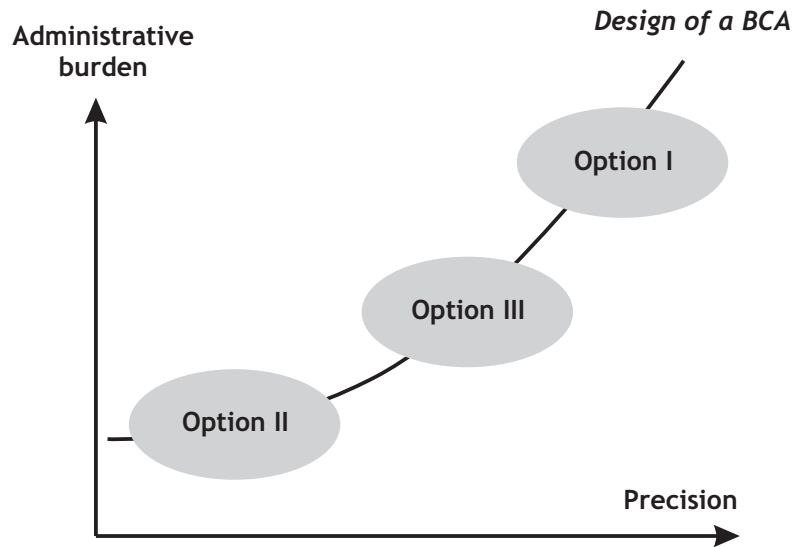 Design of a BCA
Administrative
burden
Option I
Option III
Option II
Precision